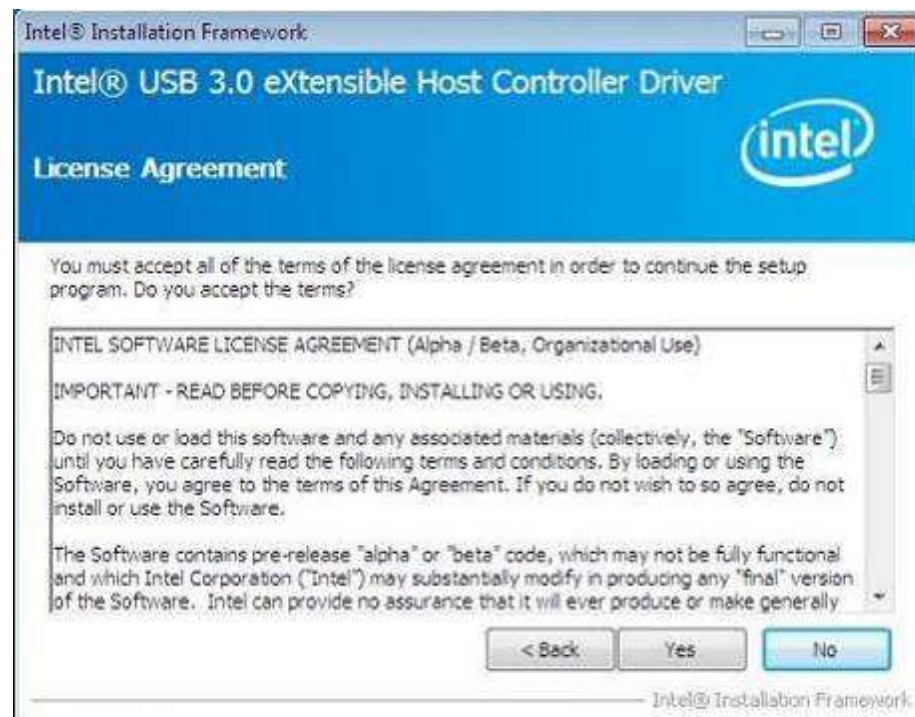 Intel® Installation Framework
Intel® USB 3.0 eXtensible Host Controller Driver
intel
License Agreement
You must accept all of the terms of the license agreement in order to continue the setup
program. Do you accept the terms?
INTEL SOFTWARE LICENSE AGREEMENT (Alpha / Beta, Organizational Use)
IMPORTANT - READ BEFORE COPYING, INSTALLING OR USING.
Do not use or load this software and any associated materials (collectively, the "Software")
until you have carefully read the following terms and conditions. By loading or using the
Software, you agree to the terms of this Agreement. If you do not wish to so agree, do not
install or use the Software.
The Software contains pre-release "alpha" or "beta" code, which may not be fully functional
and which Intel Corporation ("Intel") may substantially modify in producing any "final" version
of the Software. Intel can provide no assurance that it will ever produce or make generally
< Back Yes No
Intel® Installation Framework